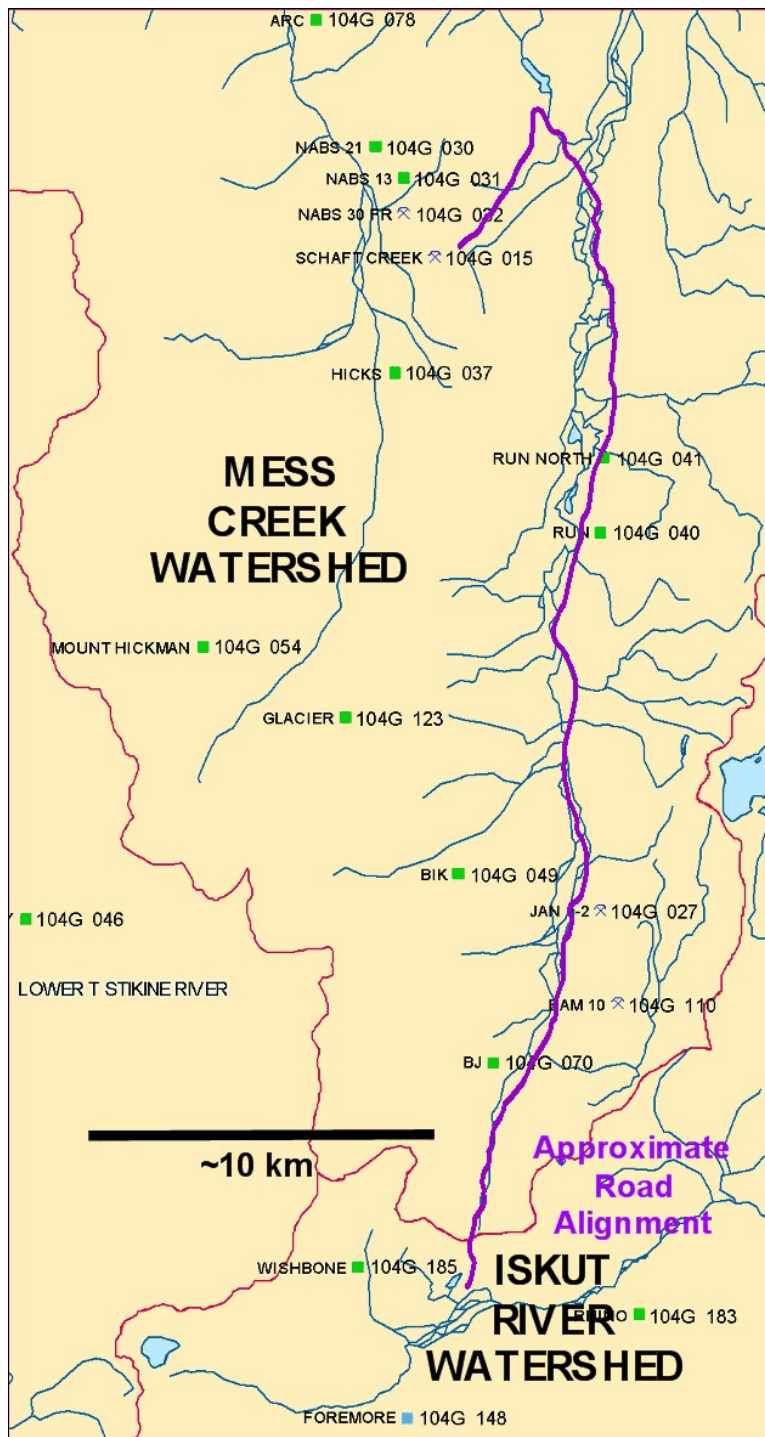 ARC 104G 078
NABS 21 104G 030
NABS 13 104G 031
NABS 30 FR 104G 032
SCHAFT CREEK 104G 015
HICKS 104G 037
RUN NORTH 104G 041
MESS
CREEK
WATERSHED
RUN 104G 040
MOUNT HICKMAN 104G 054
GLACIER 104G 123
BIK 104G 049
JAN 104G 027
104G 046
LOWER T STIKINE RIVER
BAM 10 104G 110
BJ 104G 070
~10 km
Approximate
Road
Alignment
WISHBONE 104G 185
ISKUT
RIVER
WATERSHED
RHINO 104G 183
FOREMORE 104G 148